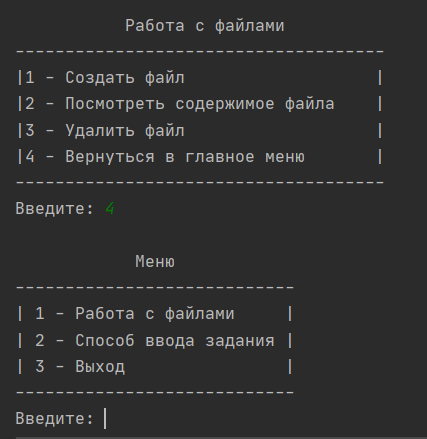 Работа с файлами
-------------------------------------
|1 - Создать файл                   |
|2 - Посмотреть содержимое файла    |
|3 - Удалить файл                   |
|4 - Вернуться в главное меню       |
-------------------------------------
Введите: 4
Меню
----------------------------
| 1 - Работа с файлами     |
| 2 - Способ ввода задания |
| 3 - Выход                |
----------------------------
Введите: